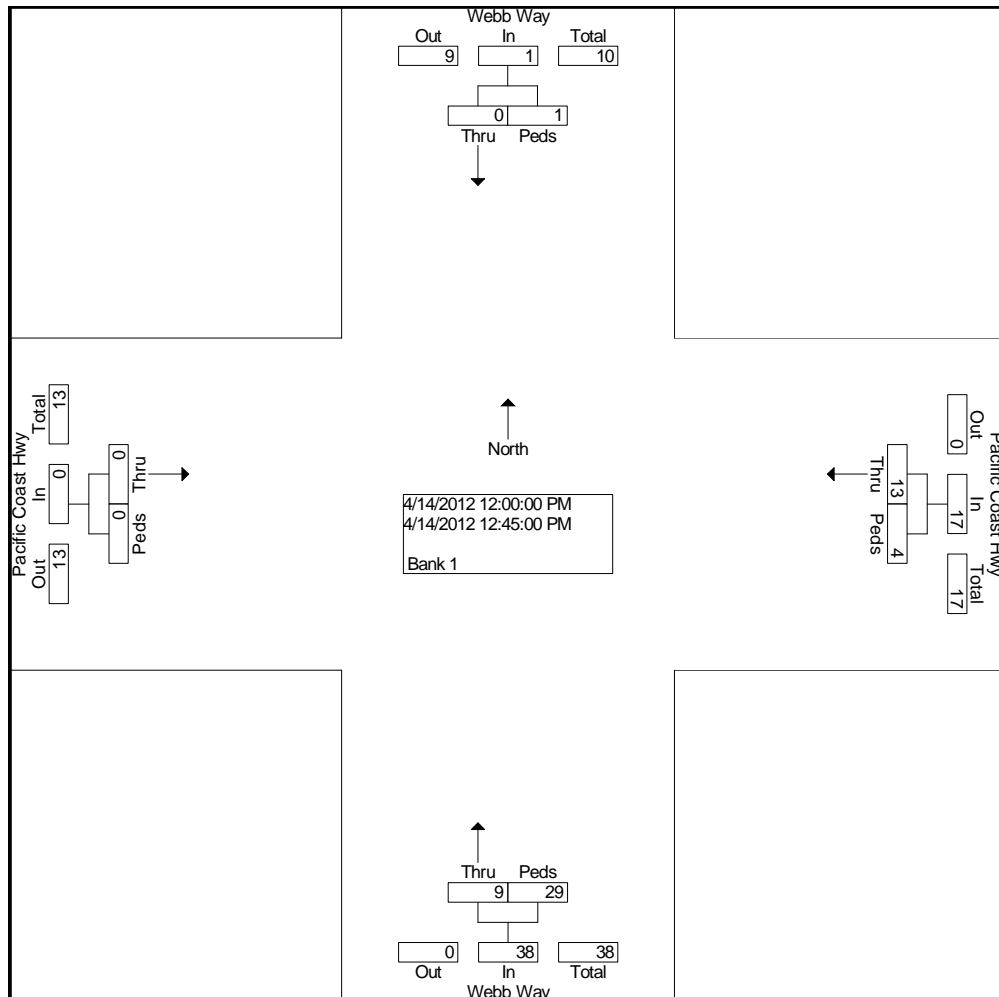 Webb Way
Out In Total
9 1 10
0 1
Thru Peds
Pacific Coast Hwy
Total In Out
13 0 13
Thru Peds
0 0
North
4/14/2012 12:00:00 PM
4/14/2012 12:45:00 PM
Bank 1
Pacific Coast Hwy
Out In Total
0 17 17
Thru Peds
13 4
Thru Peds
9 29
0 38 38
Out In Total
Webb Way